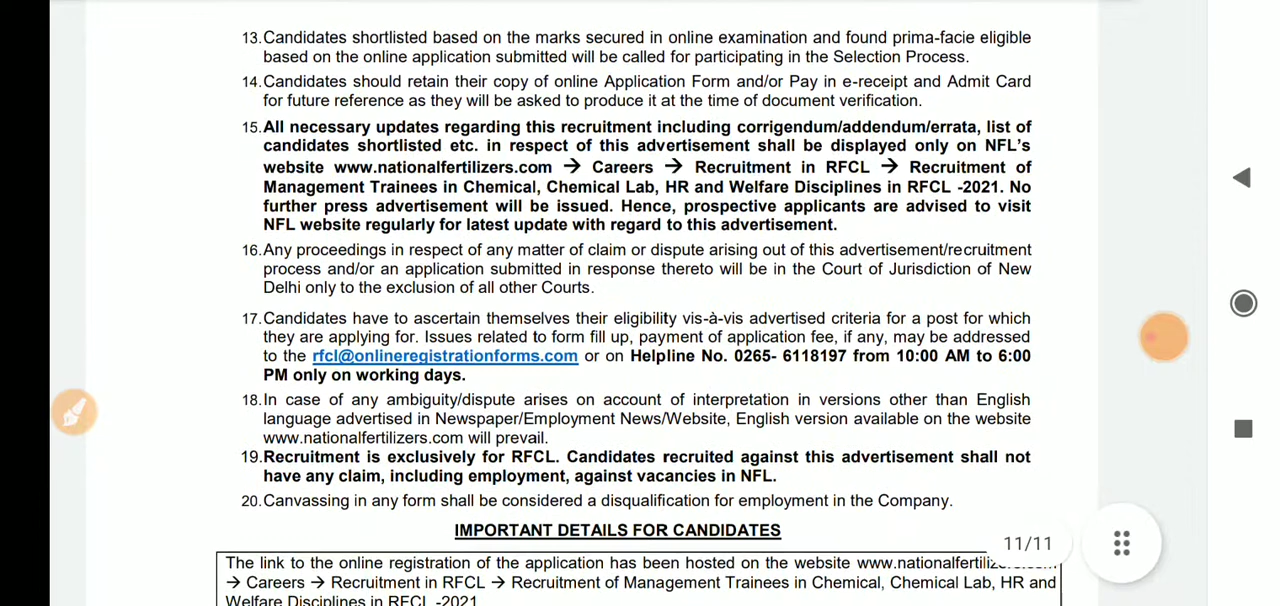 13. Candidates shortlisted based on the marks secured in online examination and found prima-facie eligible
based on the online application submitted will be called for participating in the Selection Process.
14. Candidates should retain their copy of online Application Form and/or Pay in e-receipt and Admit Card
for future reference as they will be asked to produce it at the time of document verification.
15. All necessary updates regarding this recruitment including corrigendum/addendum/errata, list of
candidates shortlisted etc. in respect of this advertisement shall be displayed only on NFL's
website www.nationalfertilizers.com → Careers → Recruitment in RFCL → Recruitment of
Management Trainees in Chemical, Chemical Lab, HR and Welfare Disciplines in RFCL -2021. No
further press advertisement will be issued. Hence, prospective applicants are advised to visit
NFL website regularly for latest update with regard to this advertisement.
16. Any proceedings in respect of any matter of claim or dispute arising out of this advertisement/recruitment
process and/or an application submitted in response thereto will be in the Court of Jurisdiction of New
Delhi only to the exclusion of all other Courts.
17. Candidates have to ascertain themselves their eligibility vis-à-vis advertised criteria for a post for which
they are applying for. Issues related to form fill up, payment of application fee, if any, may be addressed
to the rfcl@onlineregistrationforms.com or on Helpline No. 0265- 6118197 from 10:00 AM to 6:00
PM only on working days.
18. In case of any ambiguity/dispute arises on account of interpretation in versions other than English
language advertised in Newspaper/Employment News/Website, English version available on the website
www.nationalfertilizers.com will prevail.
19. Recruitment is exclusively for RFCL. Candidates recruited against this advertisement shall not
have any claim, including employment, against vacancies in NFL.
20. Canvassing in any form shall be considered a disqualification for employment in the Company.
IMPORTANT DETAILS FOR CANDIDATES
11/11
The link to the online registration of the application has been hosted on the website
→ Careers → Recruitment in RFCL → Recruitment of Management Trainees in Chemical, Chemical Lab, HR and
Welfare Disciplines in RFCL -2021